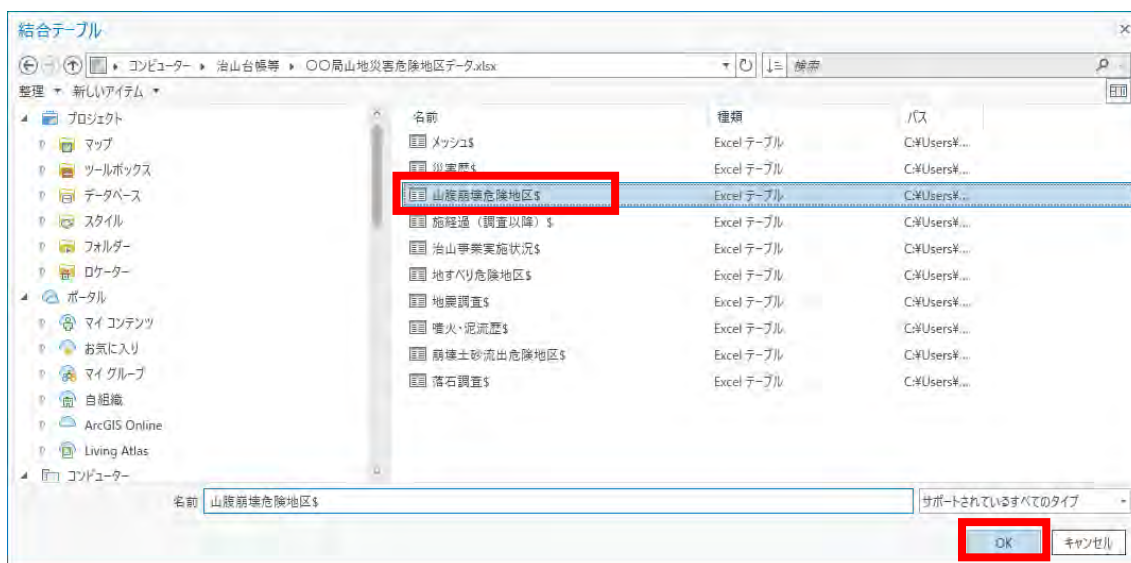 結合テーブル
コンピューター ▸ 治山台帳等 ▸ 〇〇局山地災害危険地区データ.xlsx
検索
整理 新しいアイテム
名前 種類 パス
プロジェクト
マップ
ツールボックス
データベース
スタイル
フォルダー
ロケーター
ポータル
マイ コンテンツ
お気に入り
マイ グループ
自組織
ArcGIS Online
Living Atlas
コンピューター
メッシュ$ Excel テーブル C:¥Users¥...
災害歴$ Excel テーブル C:¥Users¥...
山腹崩壊危険地区$ Excel テーブル C:¥Users¥...
施経過（調査以降）$ Excel テーブル C:¥Users¥...
治山事業実施状況$ Excel テーブル C:¥Users¥...
地すべり危険地区$ Excel テーブル C:¥Users¥...
地震調査$ Excel テーブル C:¥Users¥...
噴火・泥流歴$ Excel テーブル C:¥Users¥...
崩壊土砂流出危険地区$ Excel テーブル C:¥Users¥...
落石調査$ Excel テーブル C:¥Users¥...
名前 山腹崩壊危険地区$ サポートされているすべてのタイプ
OK キャンセル